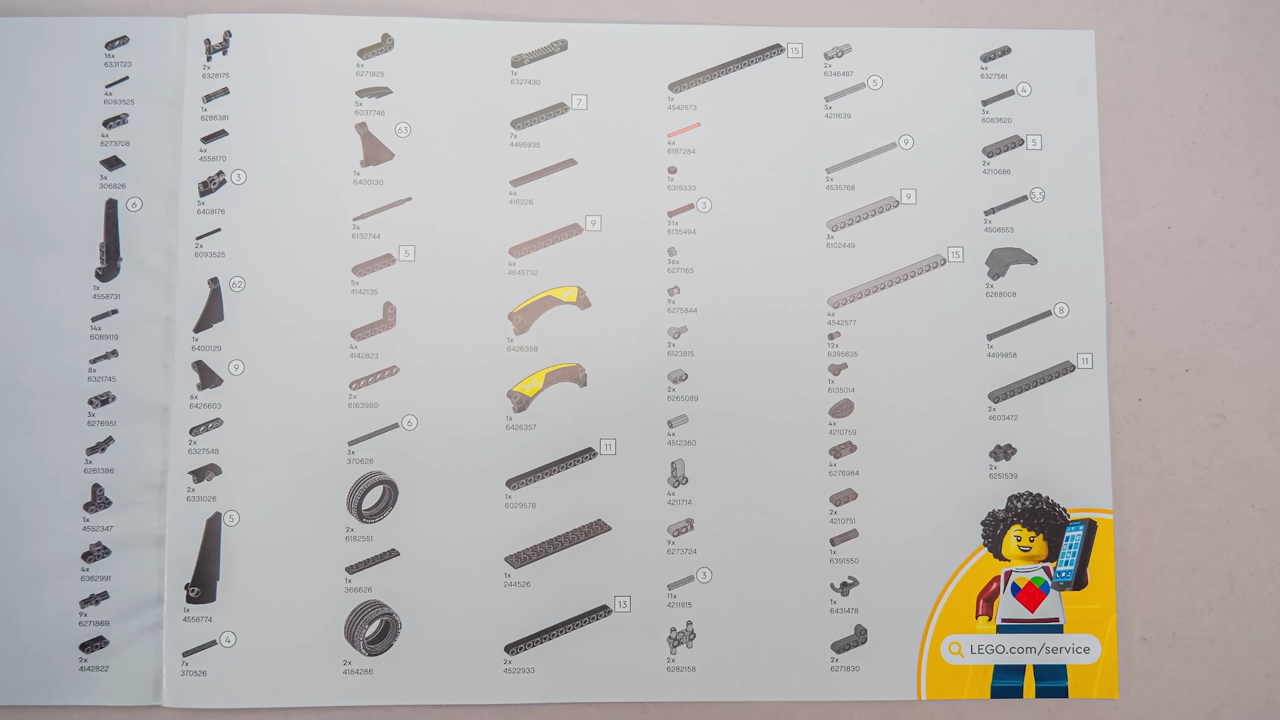 16x
6331723
4x
6093525
4x
6273708
3x
306826
6
1x
4558731
14x
6089119
8x
6321745
3x
6276951
3x
6261386
1x
4552347
4x
6362991
9x
6271869
2x
4142822
2x
6328175
1x
6286381
4x
4558170
3
5x
6408176
2x
6093525
62
1x
6400129
9
6x
6426603
2x
6327548
2x
6331026
5
1x
4558774
4
7x
370526
6x
6271825
5x
6037746
63
1x
6400130
3x
6132744
5
5x
4142135
4x
4142823
2x
6163980
6
3x
370626
2x
6182551
1x
366626
2x
4184286
1x
6327430
7
7x
4495935
4x
416226
9
4x
4645732
1x
6426358
1x
6426357
11
1x
6029578
1x
244526
13
2x
4522933
15
1x
4542573
4x
6167284
1x
6315333
3
21x
6135494
36x
6271165
9x
6275844
2x
6123815
2x
6265089
4x
4512360
4x
4211714
9x
6273724
3
11x
4211815
2x
6282158
2x
6346487
5
5x
4211639
9
2x
4535768
9
3x
6102449
15
4x
4542577
12x
6395635
1x
6135014
4x
4210759
4x
6276984
2x
4210751
1x
6391550
1x
6431478
2x
6271830
4x
6327561
4
3x
6083620
5
2x
4210686
5,5
2x
4508553
2x
6268008
8
1x
4499858
11
2x
4603472
2x
6251539
LEGO.com/service